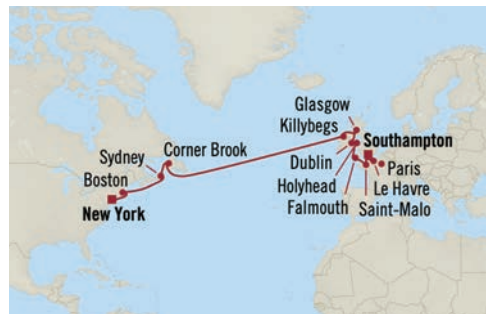 Glasgow
Killybegs
Southampton
Corner Brook
Sydney
Dublin
Paris
Boston
Holyhead
Le Havre
New York
Falmouth
Saint-Malo